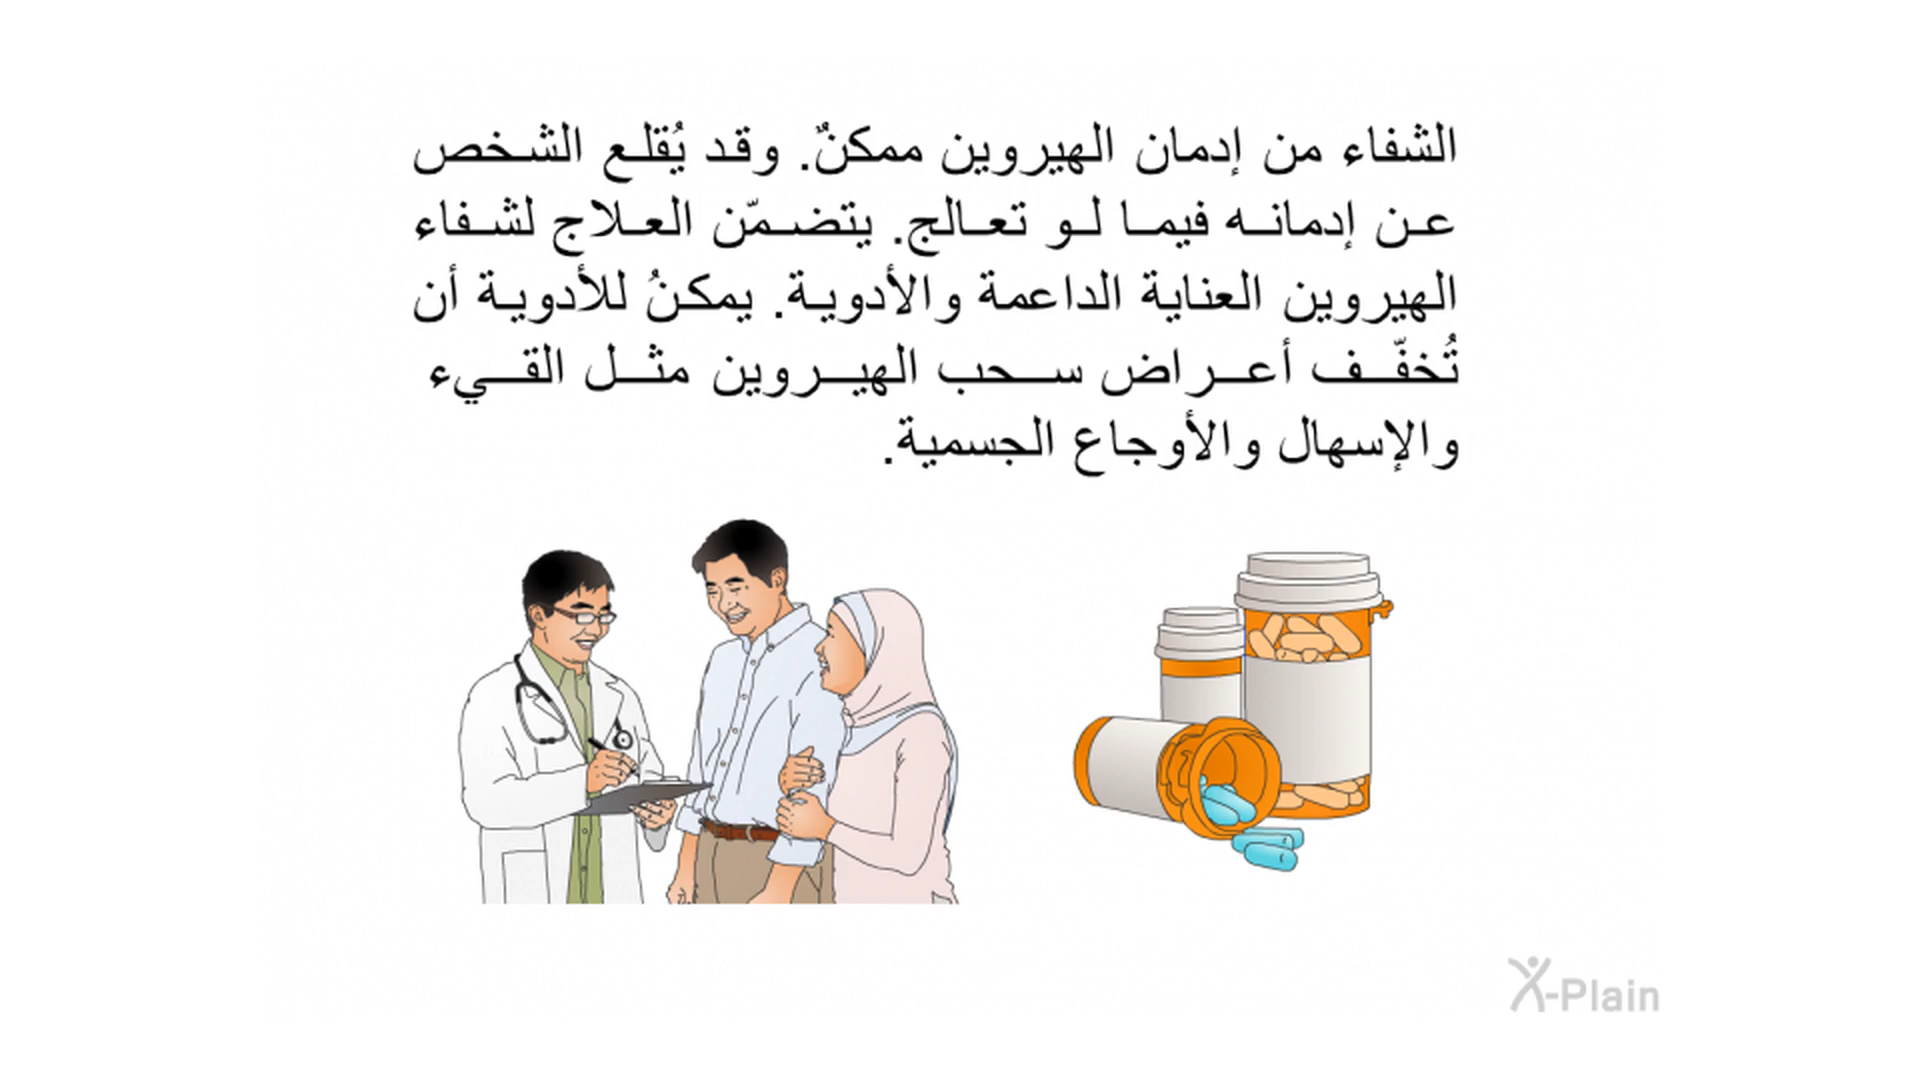 الشفاء من إدمان الهيروين ممكنٌ. وقد يُقلع الشخص
عن إدمانه فيما لو تعالج. يتضمّن العلاج لشفاء
الهيروين العناية الداعمة والأدوية. يمكنُ للأدوية أن
تُخفّف أعراض سحب الهيروين مثل القيء
والإسهال والأوجاع الجسمية.
X-Plain